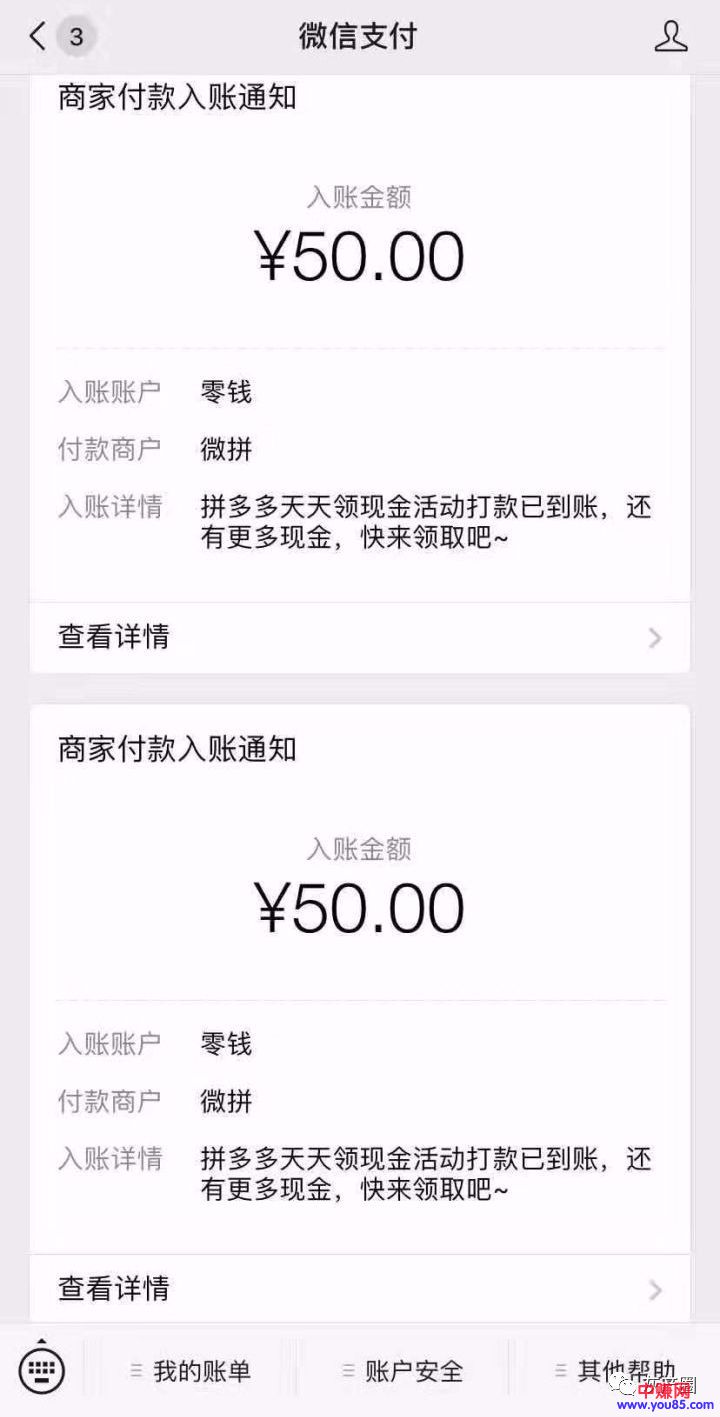 3
微信支付
商家付款入账通知
入账金额
¥50.00
入账账户 零钱
付款商户 微拼
入账详情 拼多多天天领现金活动打款已到账，还
有更多现金，快来领取吧~
查看详情
商家付款入账通知
入账金额
¥50.00
入账账户 零钱
付款商户 微拼
入账详情 拼多多天天领现金活动打款已到账，还
有更多现金，快来领取吧~
查看详情
我的账单 账户安全 其他帮助
中赚网
www.you85.com